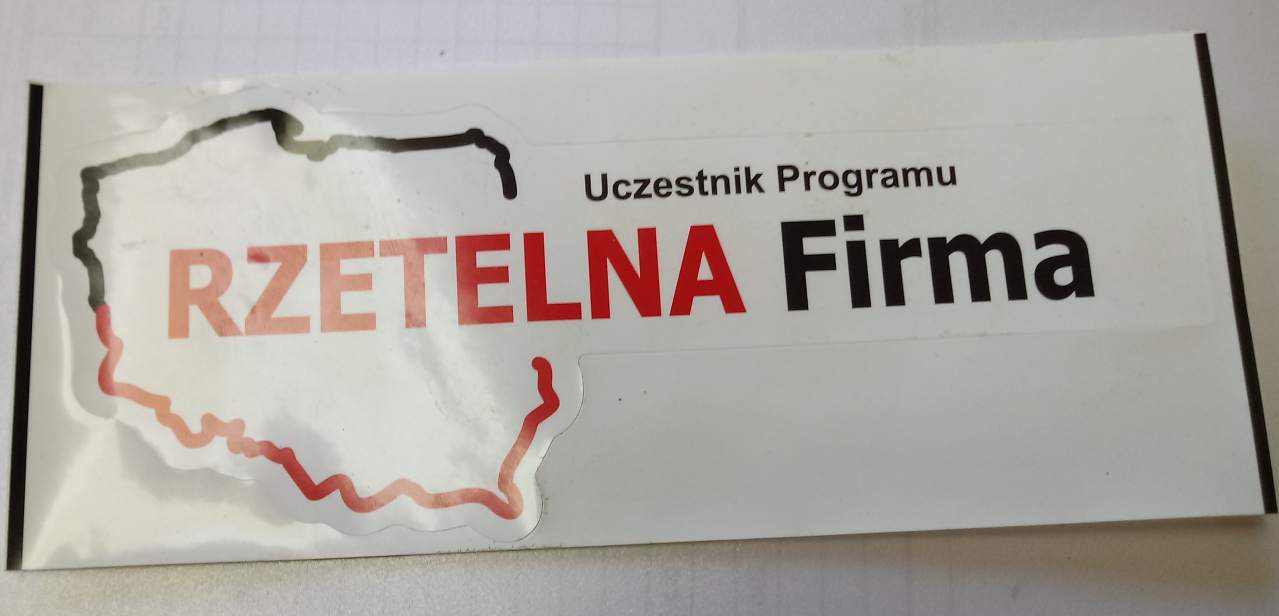 Uczestnik Programu
RZETELNA Firma